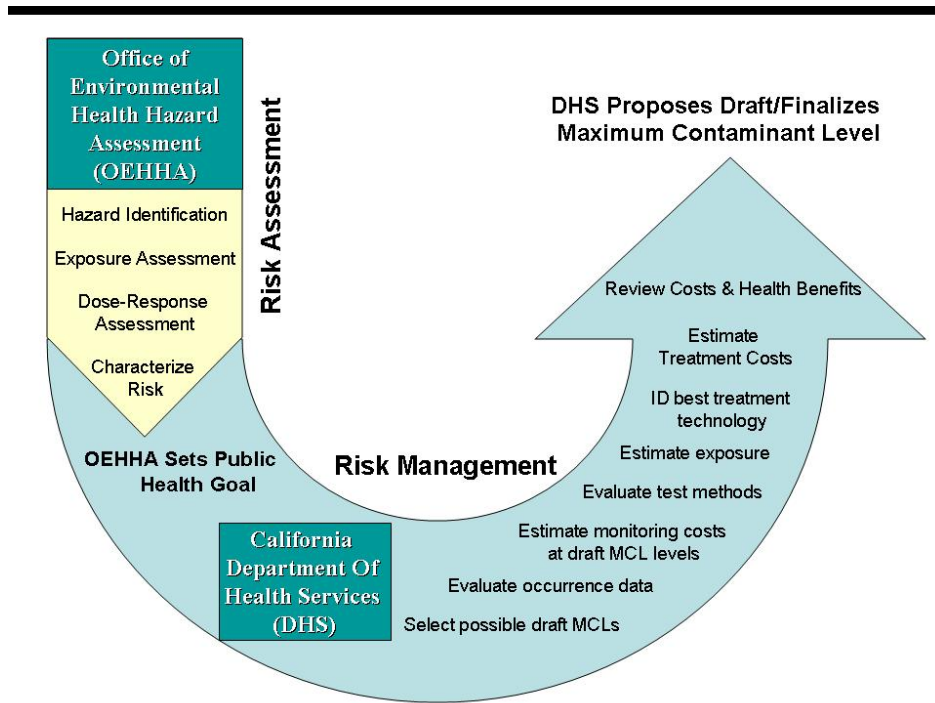 Office of
Environmental
Health Hazard
Assessment
(OEHHA)
Hazard Identification
Exposure Assessment
Dose-Response
Assessment
Characterize
Risk
Risk Assessment
OEHHA Sets Public
Health Goal
Risk Management
California
Department Of
Health Services
(DHS)
Select possible draft MCLs
Evaluate occurrence data
Estimate monitoring costs
at draft MCL levels
Evaluate test methods
Estimate exposure
ID best treatment
technology
Estimate
Treatment Costs
Review Costs & Health Benefits
DHS Proposes Draft/Finalizes
Maximum Contaminant Level